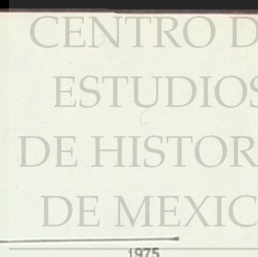 CENTRO D
ESTUDIOS
DE HISTOR
DE MEXIC
1975